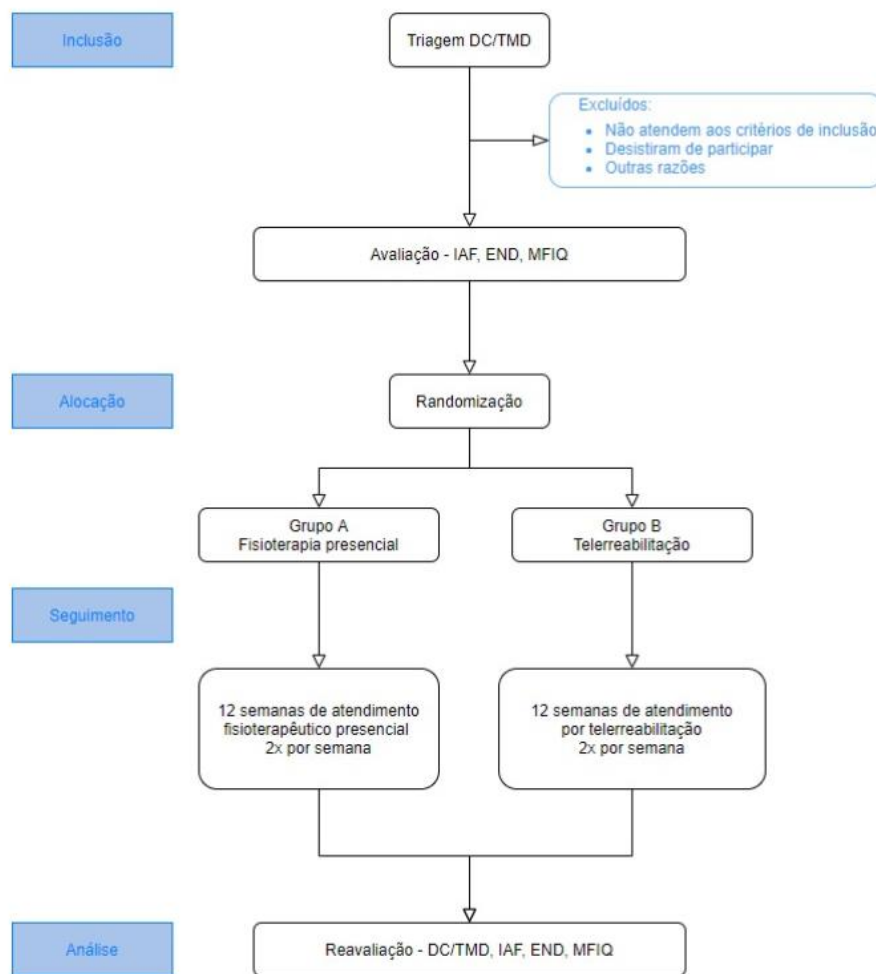 Inclusão
Triagem DC/TMD
Excluídos:
• Não atendem aos critérios de inclusão
• Desistiram de participar
• Outras razões
Avaliação - IAF, END, MFIQ
Alocação
Randomização
Grupo A
Fisioterapia presencial
Grupo B
Telerreabilitação
Seguimento
12 semanas de atendimento
fisioterapêutico presencial
2x por semana
12 semanas de atendimento
por telerreabilitação
2x por semana
Análise
Reavaliação - DC/TMD, IAF, END, MFIQ